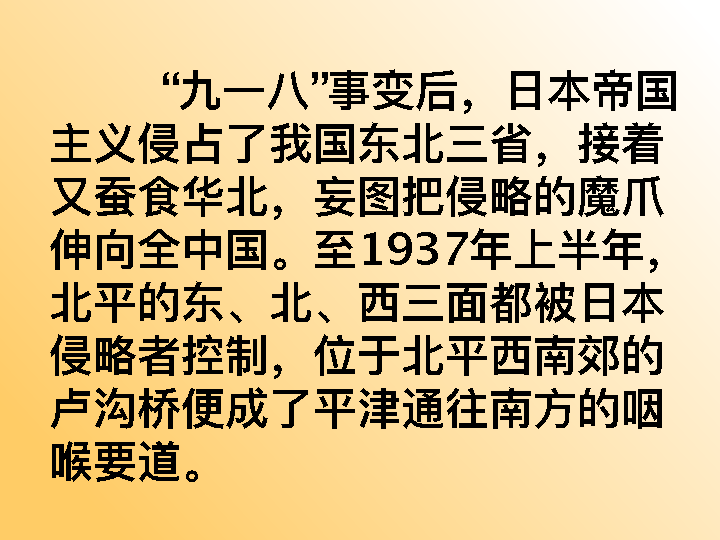 “九一八”事变后，日本帝国
主义侵占了我国东北三省，接着
又蚕食华北，妄图把侵略的魔爪
伸向全中国。至1937年上半年，
北平的东、北、西三面都被日本
侵略者控制，位于北平西南郊的
卢沟桥便成了平津通往南方的咽
喉要道。